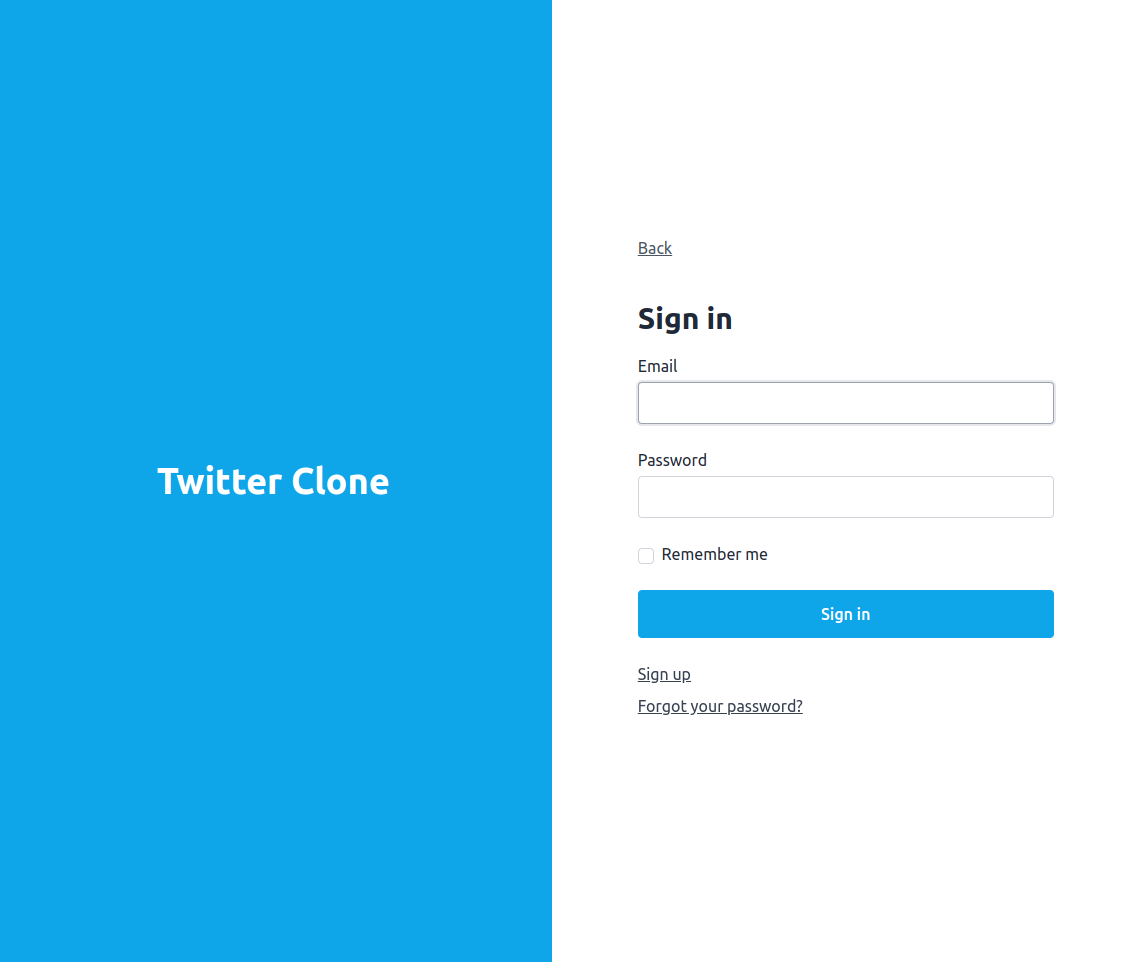 Twitter Clone
Back
Sign in
Email
Password
Remember me
Sign in
Sign up
Forgot your password?